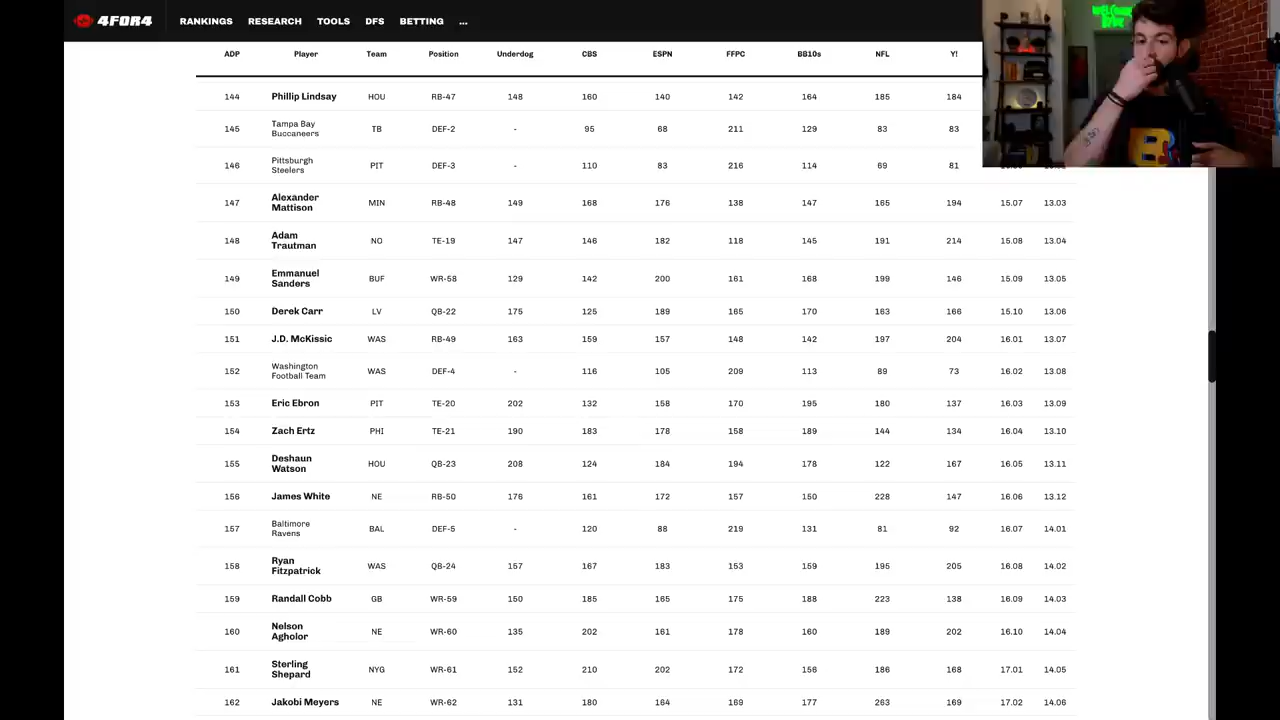 4FOR4 RANKINGS RESEARCH TOOLS DFS BETTING ...
WELCOME
ADP Player Team Position Underdog CBS ESPN FFPC BB10s NFL Y!
144 Phillip Lindsay HOU RB-47 148 160 140 142 164 185 184
145 Tampa Bay Buccaneers TB DEF-2 - 95 68 211 129 83 83
146 Pittsburgh Steelers PIT DEF-3 - 110 83 216 114 69 81
147 Alexander Mattison MIN RB-48 149 168 176 138 147 165 194 15.07 13.03
148 Adam Trautman NO TE-19 147 146 182 118 145 191 214 15.08 13.04
149 Emmanuel Sanders BUF WR-58 129 142 200 161 168 199 146 15.09 13.05
150 Derek Carr LV QB-22 175 125 189 165 170 163 166 15.10 13.06
151 J.D. McKissic WAS RB-49 163 159 157 148 142 197 204 16.01 13.07
152 Washington Football Team WAS DEF-4 - 116 105 209 113 89 73 16.02 13.08
153 Eric Ebron PIT TE-20 202 132 158 170 195 180 137 16.03 13.09
154 Zach Ertz PHI TE-21 190 183 178 158 189 144 134 16.04 13.10
155 Deshaun Watson HOU QB-23 208 124 184 194 178 122 167 16.05 13.11
156 James White NE RB-50 176 161 172 157 150 228 147 16.06 13.12
157 Baltimore Ravens BAL DEF-5 - 120 88 219 131 81 92 16.07 14.01
158 Ryan Fitzpatrick WAS QB-24 157 167 183 153 159 195 205 16.08 14.02
159 Randall Cobb GB WR-59 150 185 165 175 188 223 138 16.09 14.03
160 Nelson Agholor NE WR-60 135 202 161 178 160 189 202 16.10 14.04
161 Sterling Shepard NYG WR-61 152 210 202 172 156 186 168 17.01 14.05
162 Jakobi Meyers NE WR-62 131 180 164 169 177 263 169 17.02 14.06